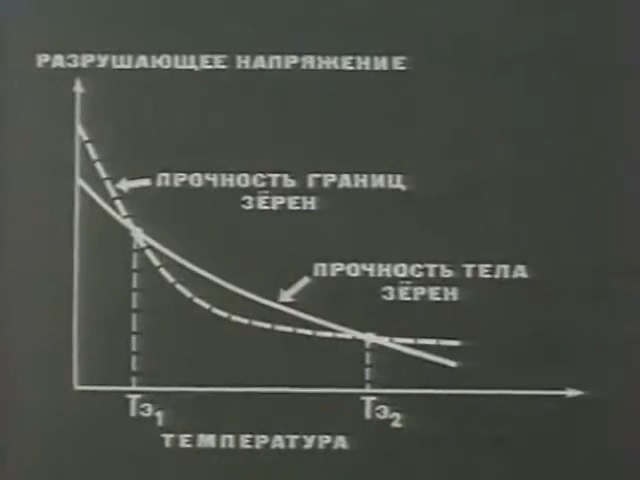 РАЗРУШАЮЩЕЕ НАПРЯЖЕНИЕ
ПРОЧНОСТЬ ГРАНИЦ
ЗЁРЕН
ПРОЧНОСТЬ ТЕЛА
ЗЁРЕН
Тэ₁
Тэ₂
ТЕМПЕРАТУРА